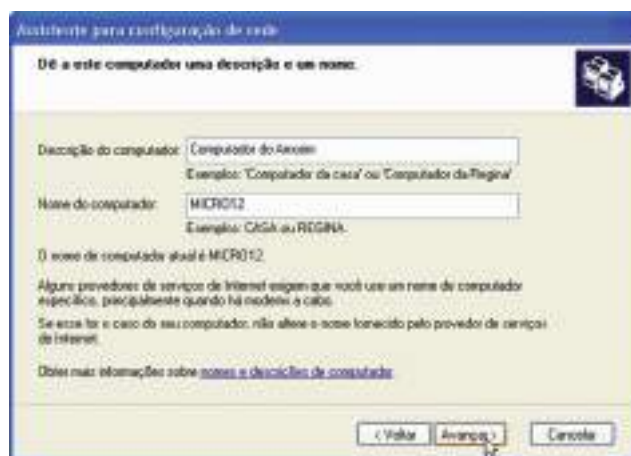 Assistente para configuração de rede
Dê a este computador uma descrição e um nome.
Descrição do computador: Computador do Amorim
Exemplos: 'Computador da casa' ou 'Computador da Regina'
Nome do computador: MICRO12
Exemplos: CASA ou REGINA.
O nome de computador atual é MICRO12.
Alguns provedores de serviços de Internet exigem que você use um nome de computador
específico, principalmente quando há modems a cabo.
Se esse for o caso do seu computador, não altere o nome fornecido pelo provedor de serviços
de Internet.
Obter mais informações sobre nomes e descrições de computador.
< Voltar Avançar > Cancelar